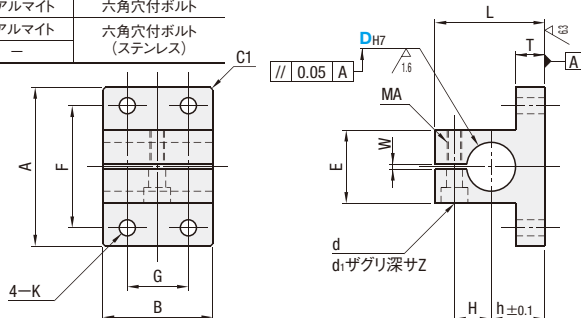 アルマイト 六角穴付ボルト
アルマイト 六角穴付ボルト
－ (ステンレス)
C1
A
F
4－K
G
B
L
T
6.3
A
DH7
1.6
// 0.05 A
MA
W
E
d
d1ザグリ深サZ
H
h±0.1